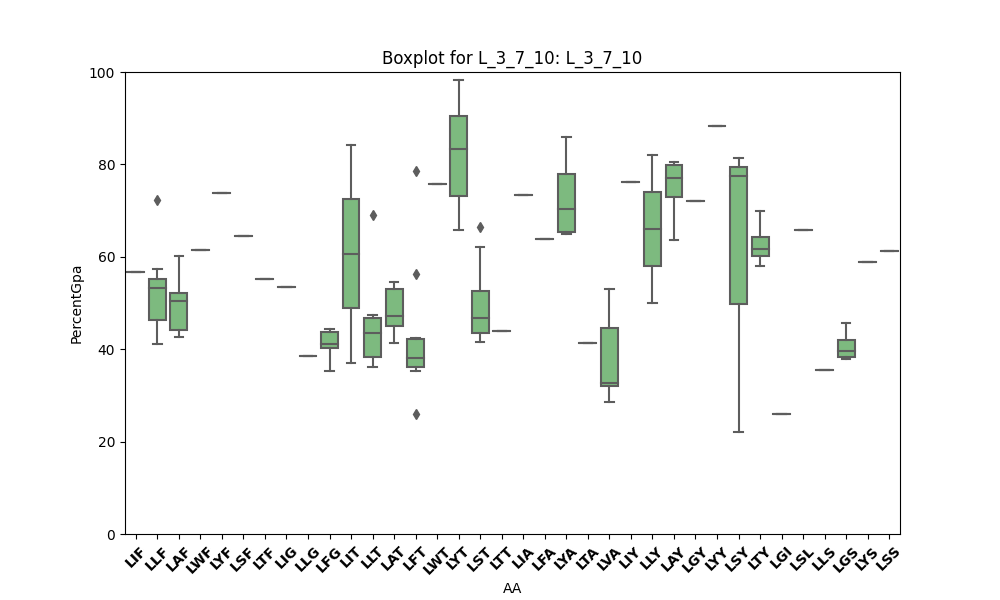 Boxplot for L_3_7_10: L_3_7_10
100
80
60
40
20
0
PercentGpa
LIF LLF LAF LWF LYF LSF LTF LIG LLG LFG LIT LLT LAT LFT LWT LYT LST LTT LIA LFA LYA LTA LVA LIY LLY LAY LGY LYY LSY LTY LGI LSL LLS LGS LYS LSS
AA